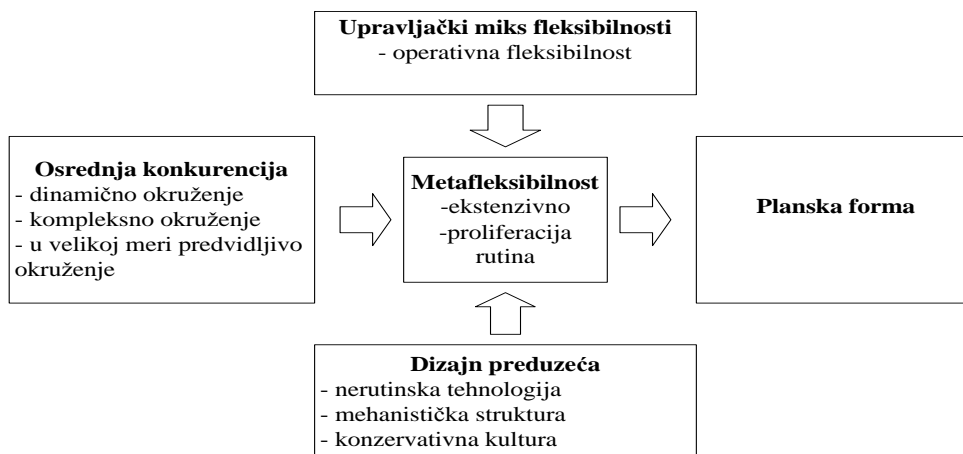 Upravljački miks fleksibilnosti
- operativna fleksibilnost
Osrednja konkurencija
- dinamično okruženje
- kompleksno okruženje
- u velikoj meri predvidljivo
okruženje
Metafleksibilnost
-ekstenzivno
-proliferacija
rutina
Planska forma
Dizajn preduzeća
- nerutinska tehnologija
- mehanistička struktura
- konzervativna kultura